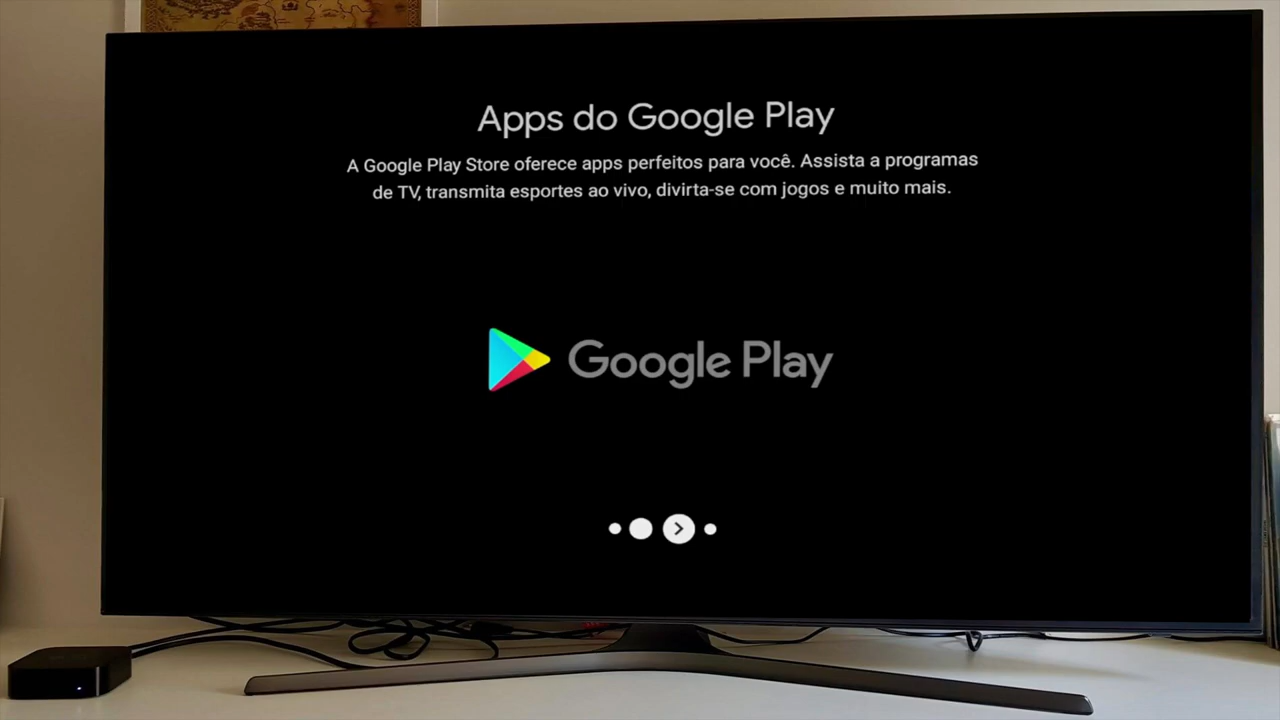 Apps do Google Play
A Google Play Store oferece apps perfeitos para você. Assista a programas
de TV, transmita esportes ao vivo, divirta-se com jogos e muito mais.
Google Play